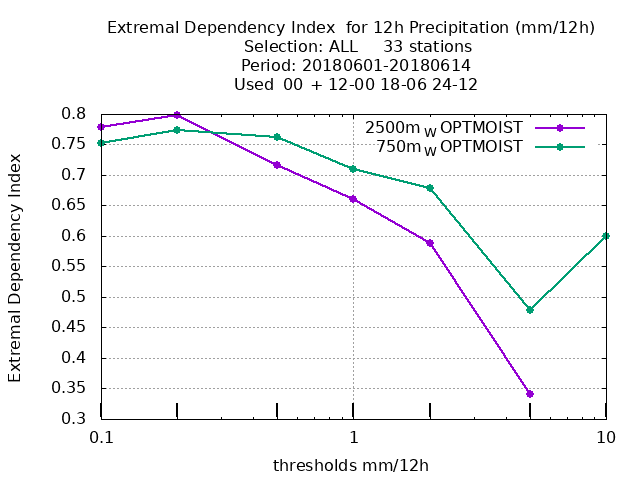 Extremal Dependency Index  for 12h Precipitation (mm/12h)
Selection: ALL     33 stations
Period: 20180601-20180614
Used  00  + 12-00 18-06 24-12
2500m W OPTMOIST
750m W OPTMOIST
Extremal Dependency Index
0.8
0.75
0.7
0.65
0.6
0.55
0.5
0.45
0.4
0.35
0.3
0.1
1
10
thresholds mm/12h